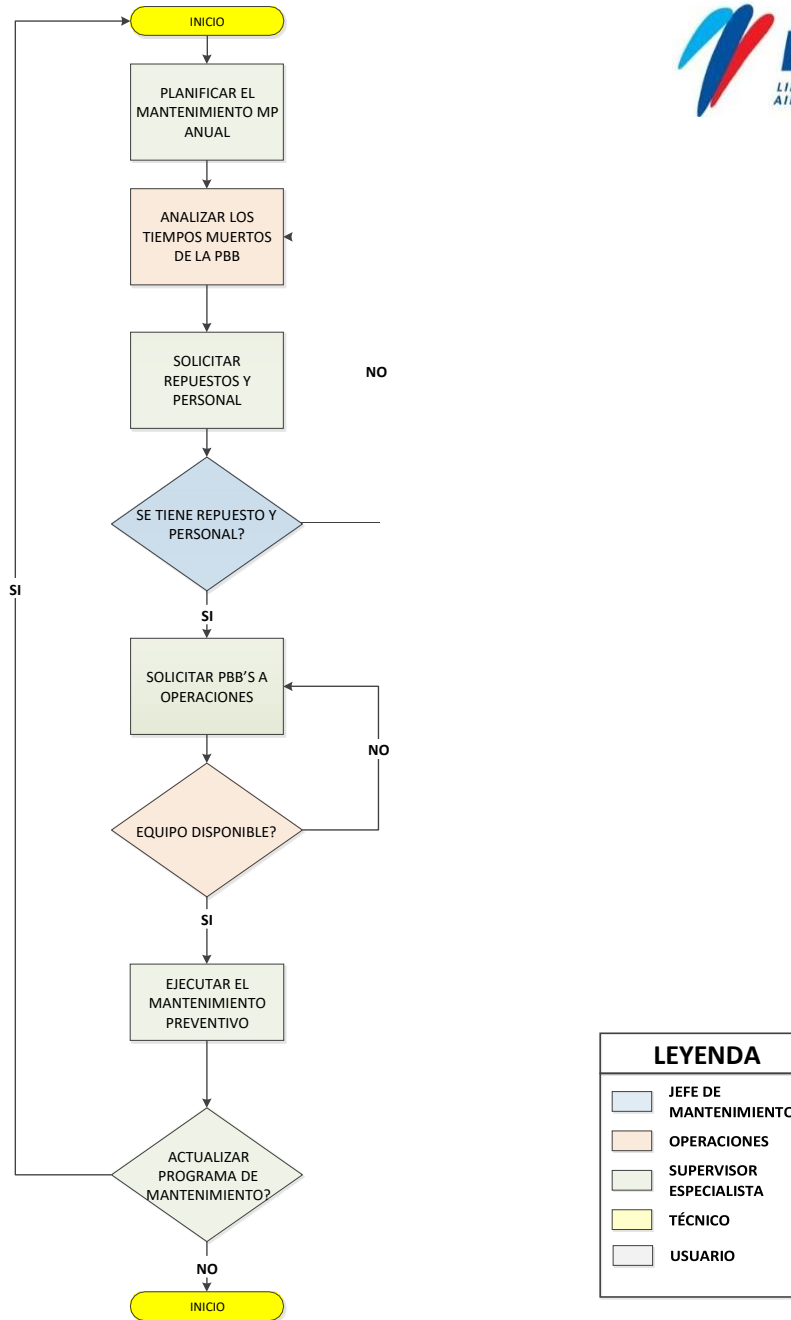 INICIO
PLANIFICAR EL
MANTENIMIENTO MP
ANUAL
ANALIZAR LOS
TIEMPOS MUERTOS
DE LA PBB
SOLICITAR
REPUESTOS Y
PERSONAL
NO
SE TIENE REPUESTO Y
PERSONAL?
SI
SI
SOLICITAR PBB'S A
OPERACIONES
NO
EQUIPO DISPONIBLE?
SI
EJECUTAR EL
MANTENIMIENTO
PREVENTIVO
ACTUALIZAR
PROGRAMA DE
MANTENIMIENTO?
NO
INICIO
LEYENDA
JEFE DE
MANTENIMIENTO
OPERACIONES
SUPERVISOR
ESPECIALISTA
TÉCNICO
USUARIO